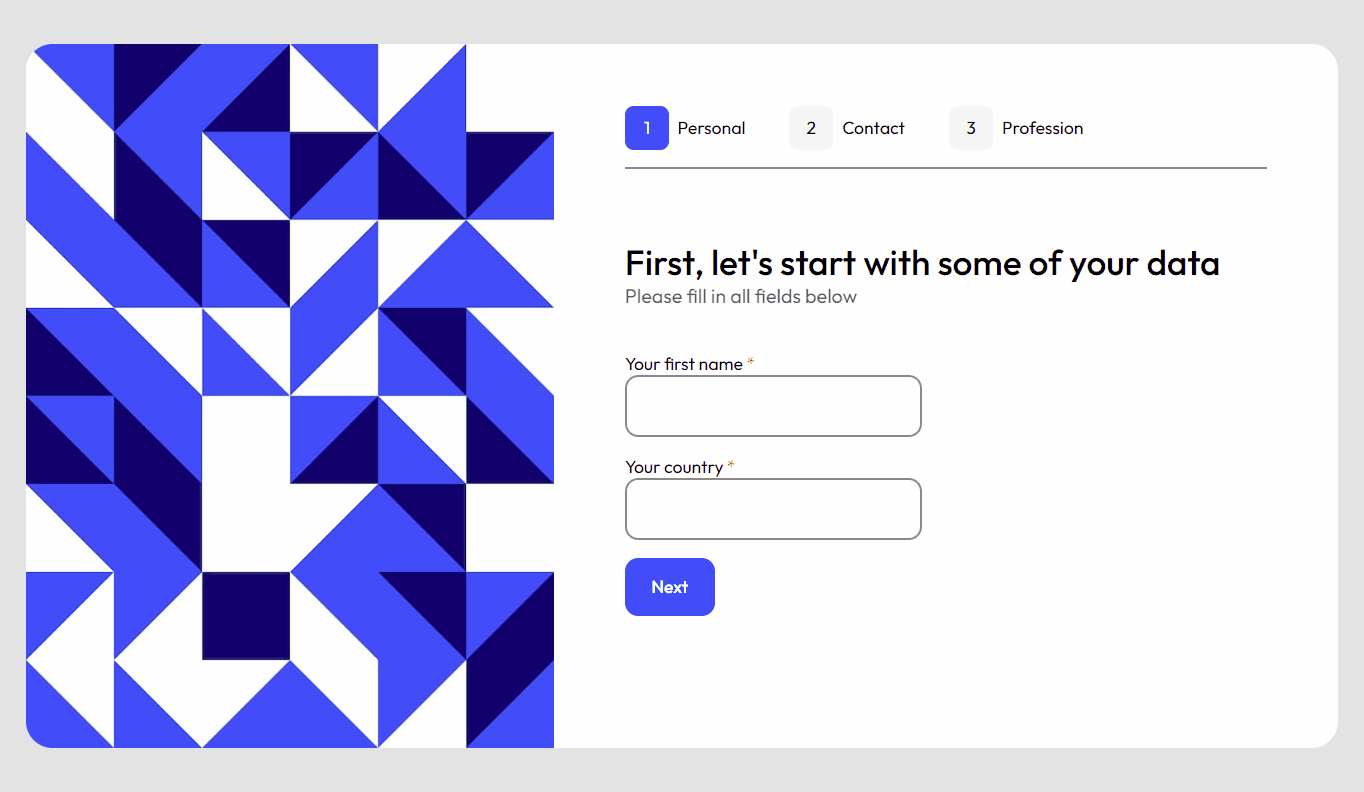 1 Personal 2 Contact 3 Profession
First, let's start with some of your data
Please fill in all fields below
Your first name *
Your country *
Next